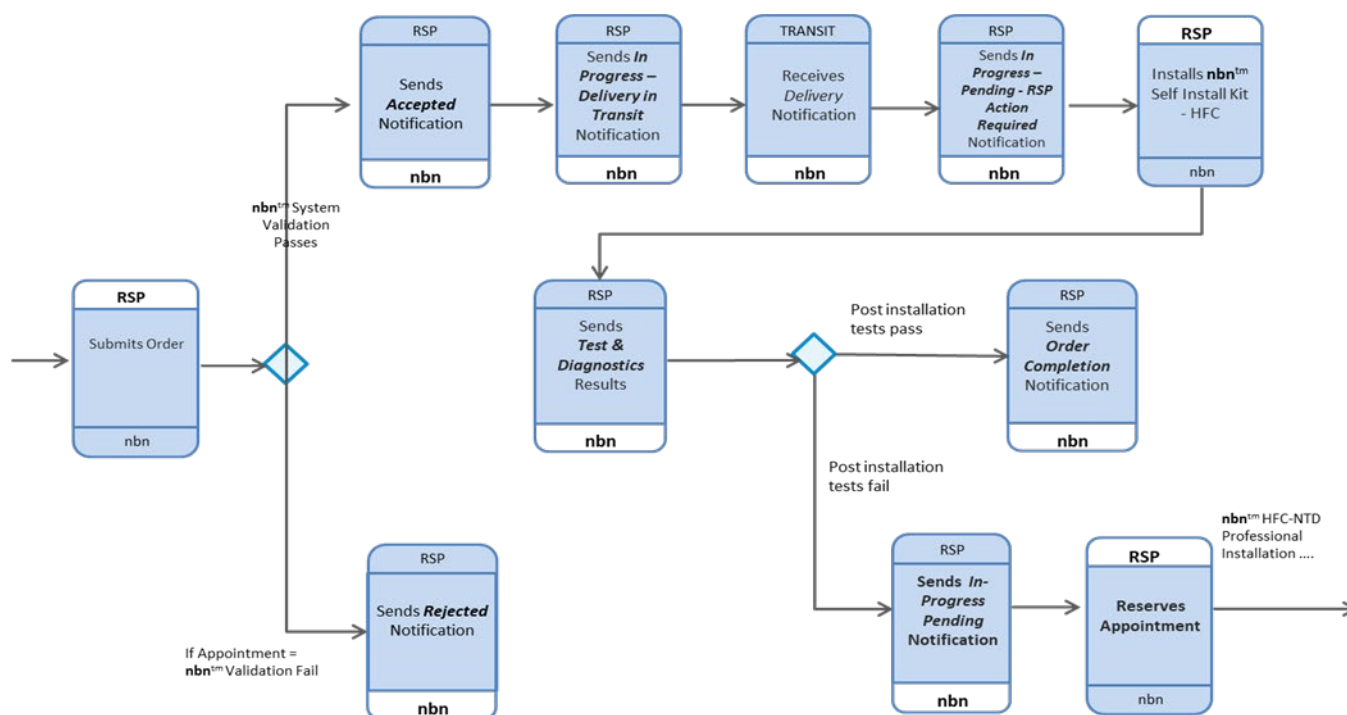 RSP
Sends
Accepted
Notification
nbn
RSP
Sends In
Progress –
Delivery in
Transit
Notification
nbn
TRANSIT
Receives
Delivery
Notification
nbn
RSP
Sends In
Progress –
Pending - RSP
Action
Required
Notification
nbn
RSP
Installs nbn™
Self Install Kit
- HFC
nbn
nbn™ System
Validation
Passes
RSP
Submits Order
nbn
RSP
Sends
Test &
Diagnostics
Results
nbn
Post installation
tests pass
RSP
Sends
Order
Completion
Notification
nbn
Post installation
tests fail
RSP
Sends Rejected
Notification
nbn
If Appointment =
nbn™ Validation Fail
RSP
Sends In-
Progress
Pending
Notification
nbn
RSP
Reserves
Appointment
nbn
nbn™ HFC-NTD
Professional
Installation ....